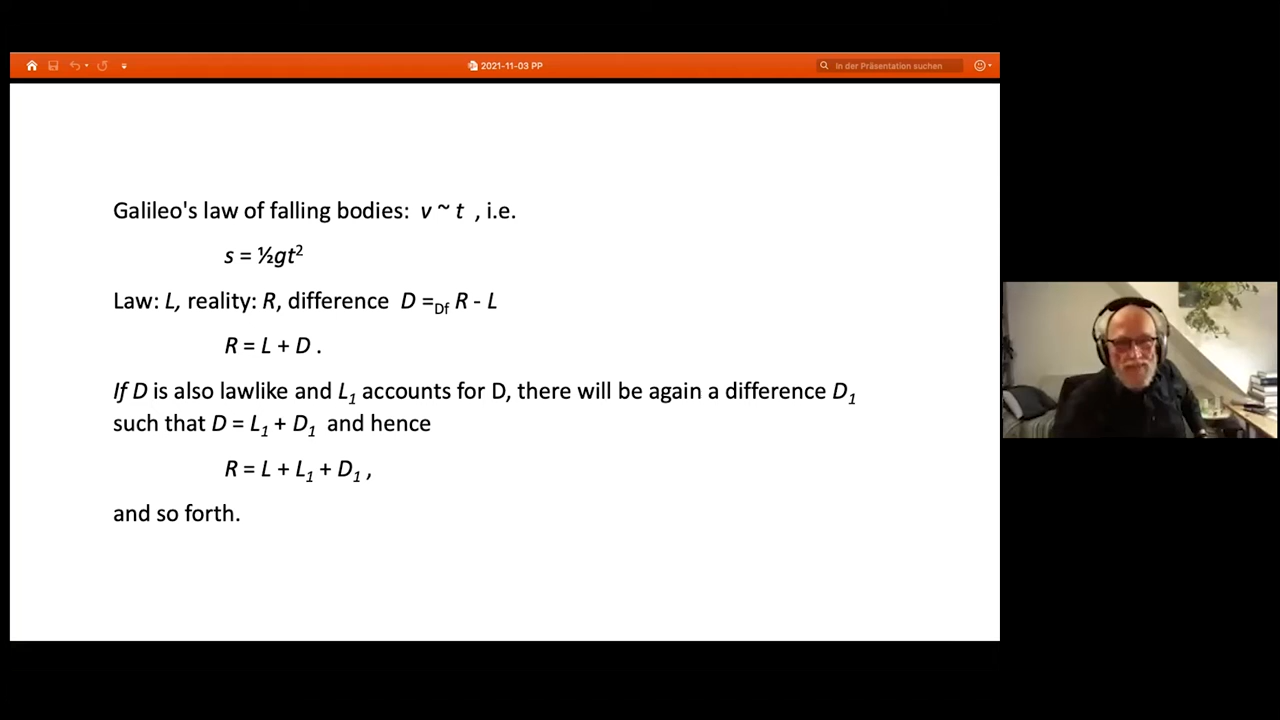 2021-11-03 PP
In der Präsentation suchen
Galileo's law of falling bodies: v ~ t , i.e.
s = ½gt²
Law: L, reality: R, difference D =Df R - L
R = L + D .
If D is also lawlike and L₁ accounts for D, there will be again a difference D₁
such that D = L₁ + D₁ and hence
R = L + L₁ + D₁ ,
and so forth.